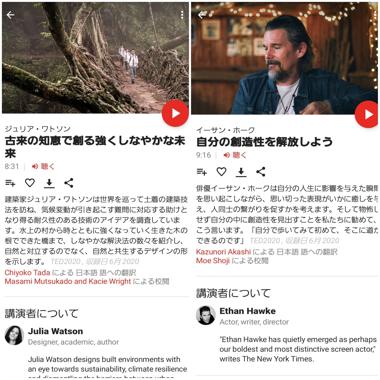 ジュリア・ワトソン
古来の知恵で創る強くしなやかな未
来
8:31 聴く
建築家ジュリア・ワトソンは世界を巡って土着の建築技
法を訪ね、気候変動が引き起こす難問に対応する助けと
なり得る耐久性のある技術のアイデアを調査していま
す。水上の村から時とともに強くなっていく生きた木の
根でできた橋まで、しなやかな解決法の数々を紹介し、
自然と対立するのでなく、自然と共生するデザインの形
を示します。 TED2020 , 収録日6月2020
Chiyoko Tada による 日本語 語への翻訳
Masami Mutsukado and Kacie Wright による校閲
講演者について
Julia Watson
Designer, academic, author
Julia Watson designs built environments with
an eye towards sustainability, climate resilience
イーサン・ホーク
自分の創造性を解放しよう
9:16 聴く
俳優イーサン・ホークは自分の人生に影響を与えた瞬間
を思い起こしながら、思い切った表現がいかに癒しを与
え、人同士の繋がりを促すかを考えます。そして物怖し
せず自分の中に創造性を見出すことを私たちに勧めて、
こう言います。「自分で歩いてみて初めて、そこに道が
できるのです」 TED2020 , 収録日6月2020
Kazunori Akashi による 日本語 語への翻訳
Moe Shoji による校閲
講演者について
Ethan Hawke
Actor, writer, director
"Ethan Hawke has quietly emerged as perhaps
our boldest and most distinctive screen actor,"
writes The New York Times.